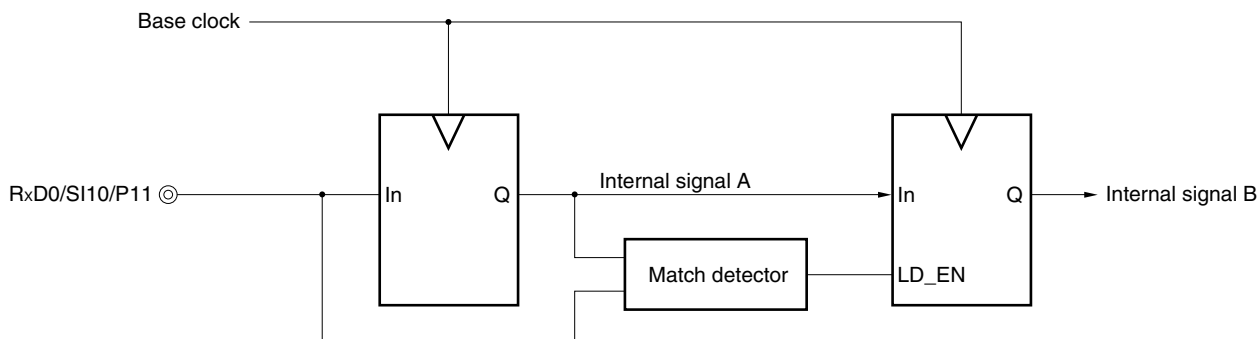 Base clock
RxD0/SI10/P11
In
Q
Internal signal A
In
Q
Internal signal B
Match detector
LD_EN